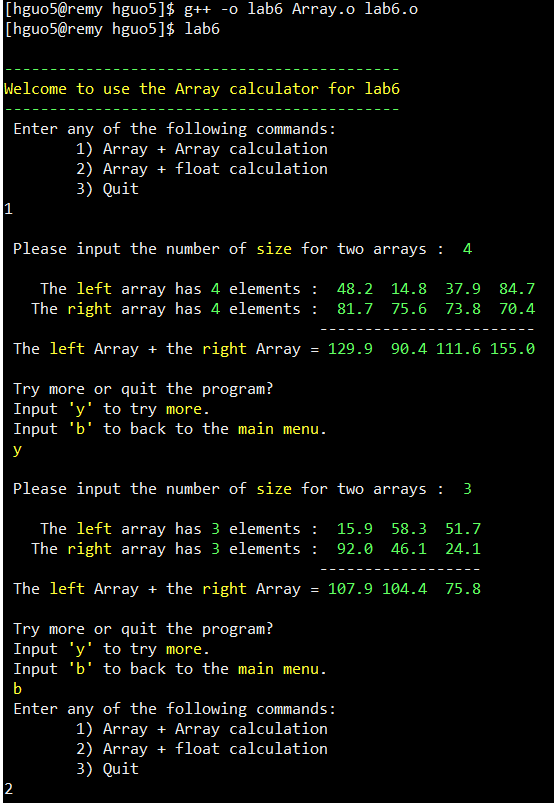 [hguo5@remy hguo5]$ g++ -o lab6 Array.o lab6.o
[hguo5@remy hguo5]$ lab6
--------------------------------------------
Welcome to use the Array calculator for lab6
--------------------------------------------
Enter any of the following commands:
1) Array + Array calculation
2) Array + float calculation
3) Quit
1
Please input the number of size for two arrays : 4
The left array has 4 elements : 48.2 14.8 37.9 84.7
The right array has 4 elements : 81.7 75.6 73.8 70.4
------------------------
The left Array + the right Array = 129.9 90.4 111.6 155.0
Try more or quit the program?
Input 'y' to try more.
Input 'b' to back to the main menu.
y
Please input the number of size for two arrays : 3
The left array has 3 elements : 15.9 58.3 51.7
The right array has 3 elements : 92.0 46.1 24.1
------------------
The left Array + the right Array = 107.9 104.4 75.8
Try more or quit the program?
Input 'y' to try more.
Input 'b' to back to the main menu.
b
Enter any of the following commands:
1) Array + Array calculation
2) Array + float calculation
3) Quit
2